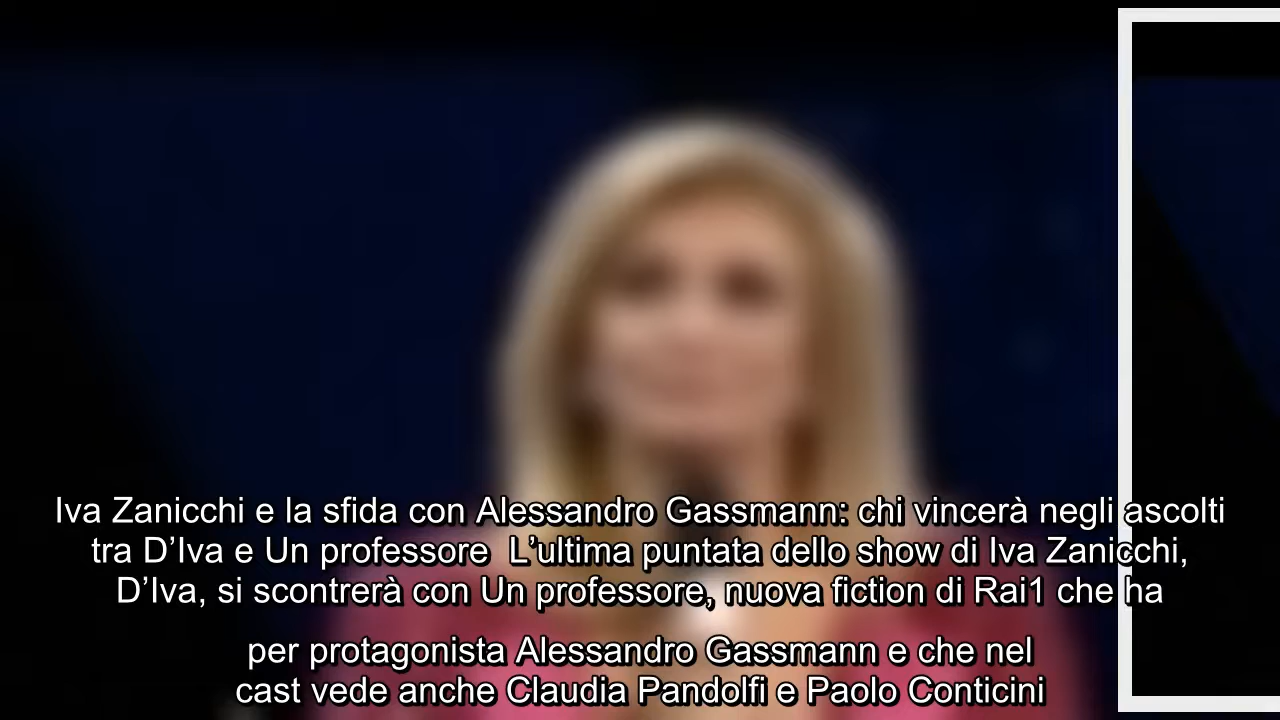 Iva Zanicchi e la sfida con Alessandro Gassmann: chi vincerà negli ascolti
tra D’Iva e Un professore  L’ultima puntata dello show di Iva Zanicchi,
D’Iva, si scontrerà con Un professore, nuova fiction di Rai1 che ha
per protagonista Alessandro Gassmann e che nel
cast vede anche Claudia Pandolfi e Paolo Conticini